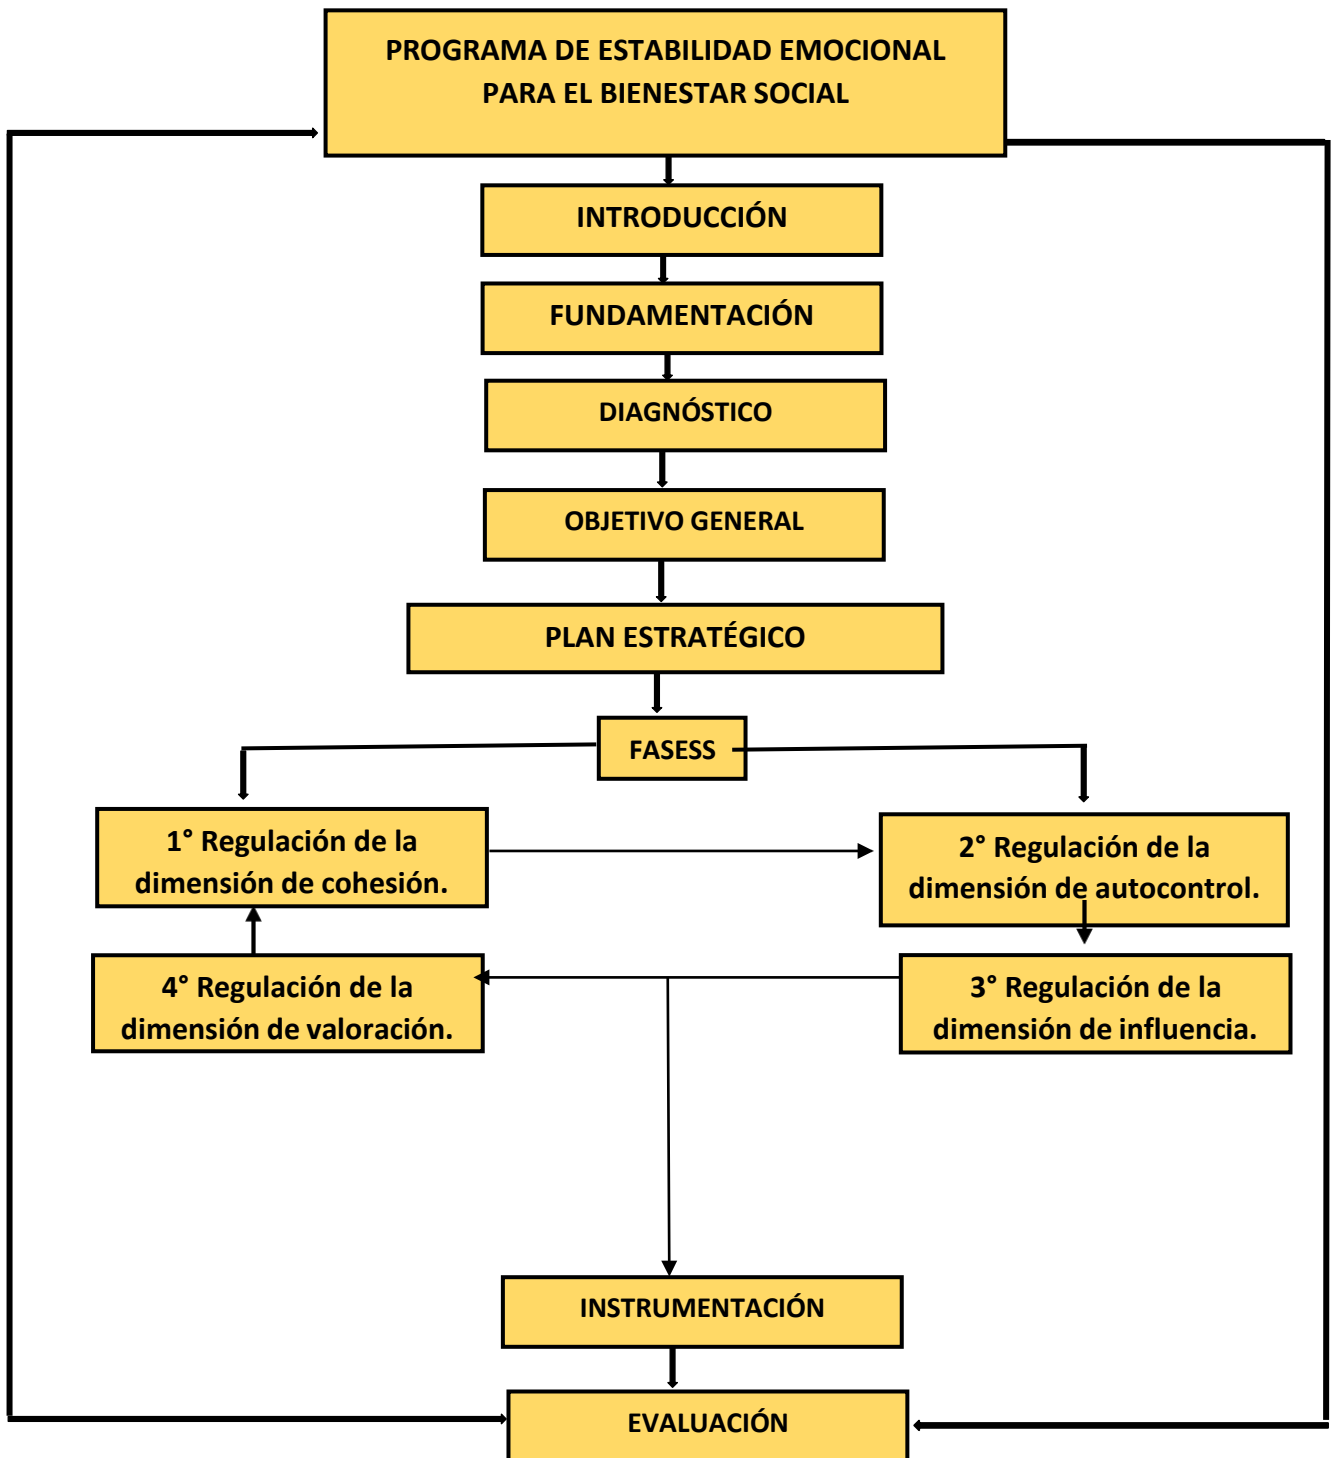 PROGRAMA DE ESTABILIDAD EMOCIONAL
PARA EL BIENESTAR SOCIAL
INTRODUCCIÓN
FUNDAMENTACIÓN
DIAGNÓSTICO
OBJETIVO GENERAL
PLAN ESTRATÉGICO
FASESS
1° Regulación de la
dimensión de cohesión.
2° Regulación de la
dimensión de autocontrol.
4° Regulación de la
dimensión de valoración.
3° Regulación de la
dimensión de influencia.
INSTRUMENTACIÓN
EVALUACIÓN